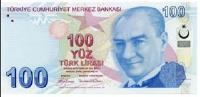 TÜRKİYE CUMHURİYET MERKEZ BANKASI
100
100
YÜZ
TÜRK LİRASI
100